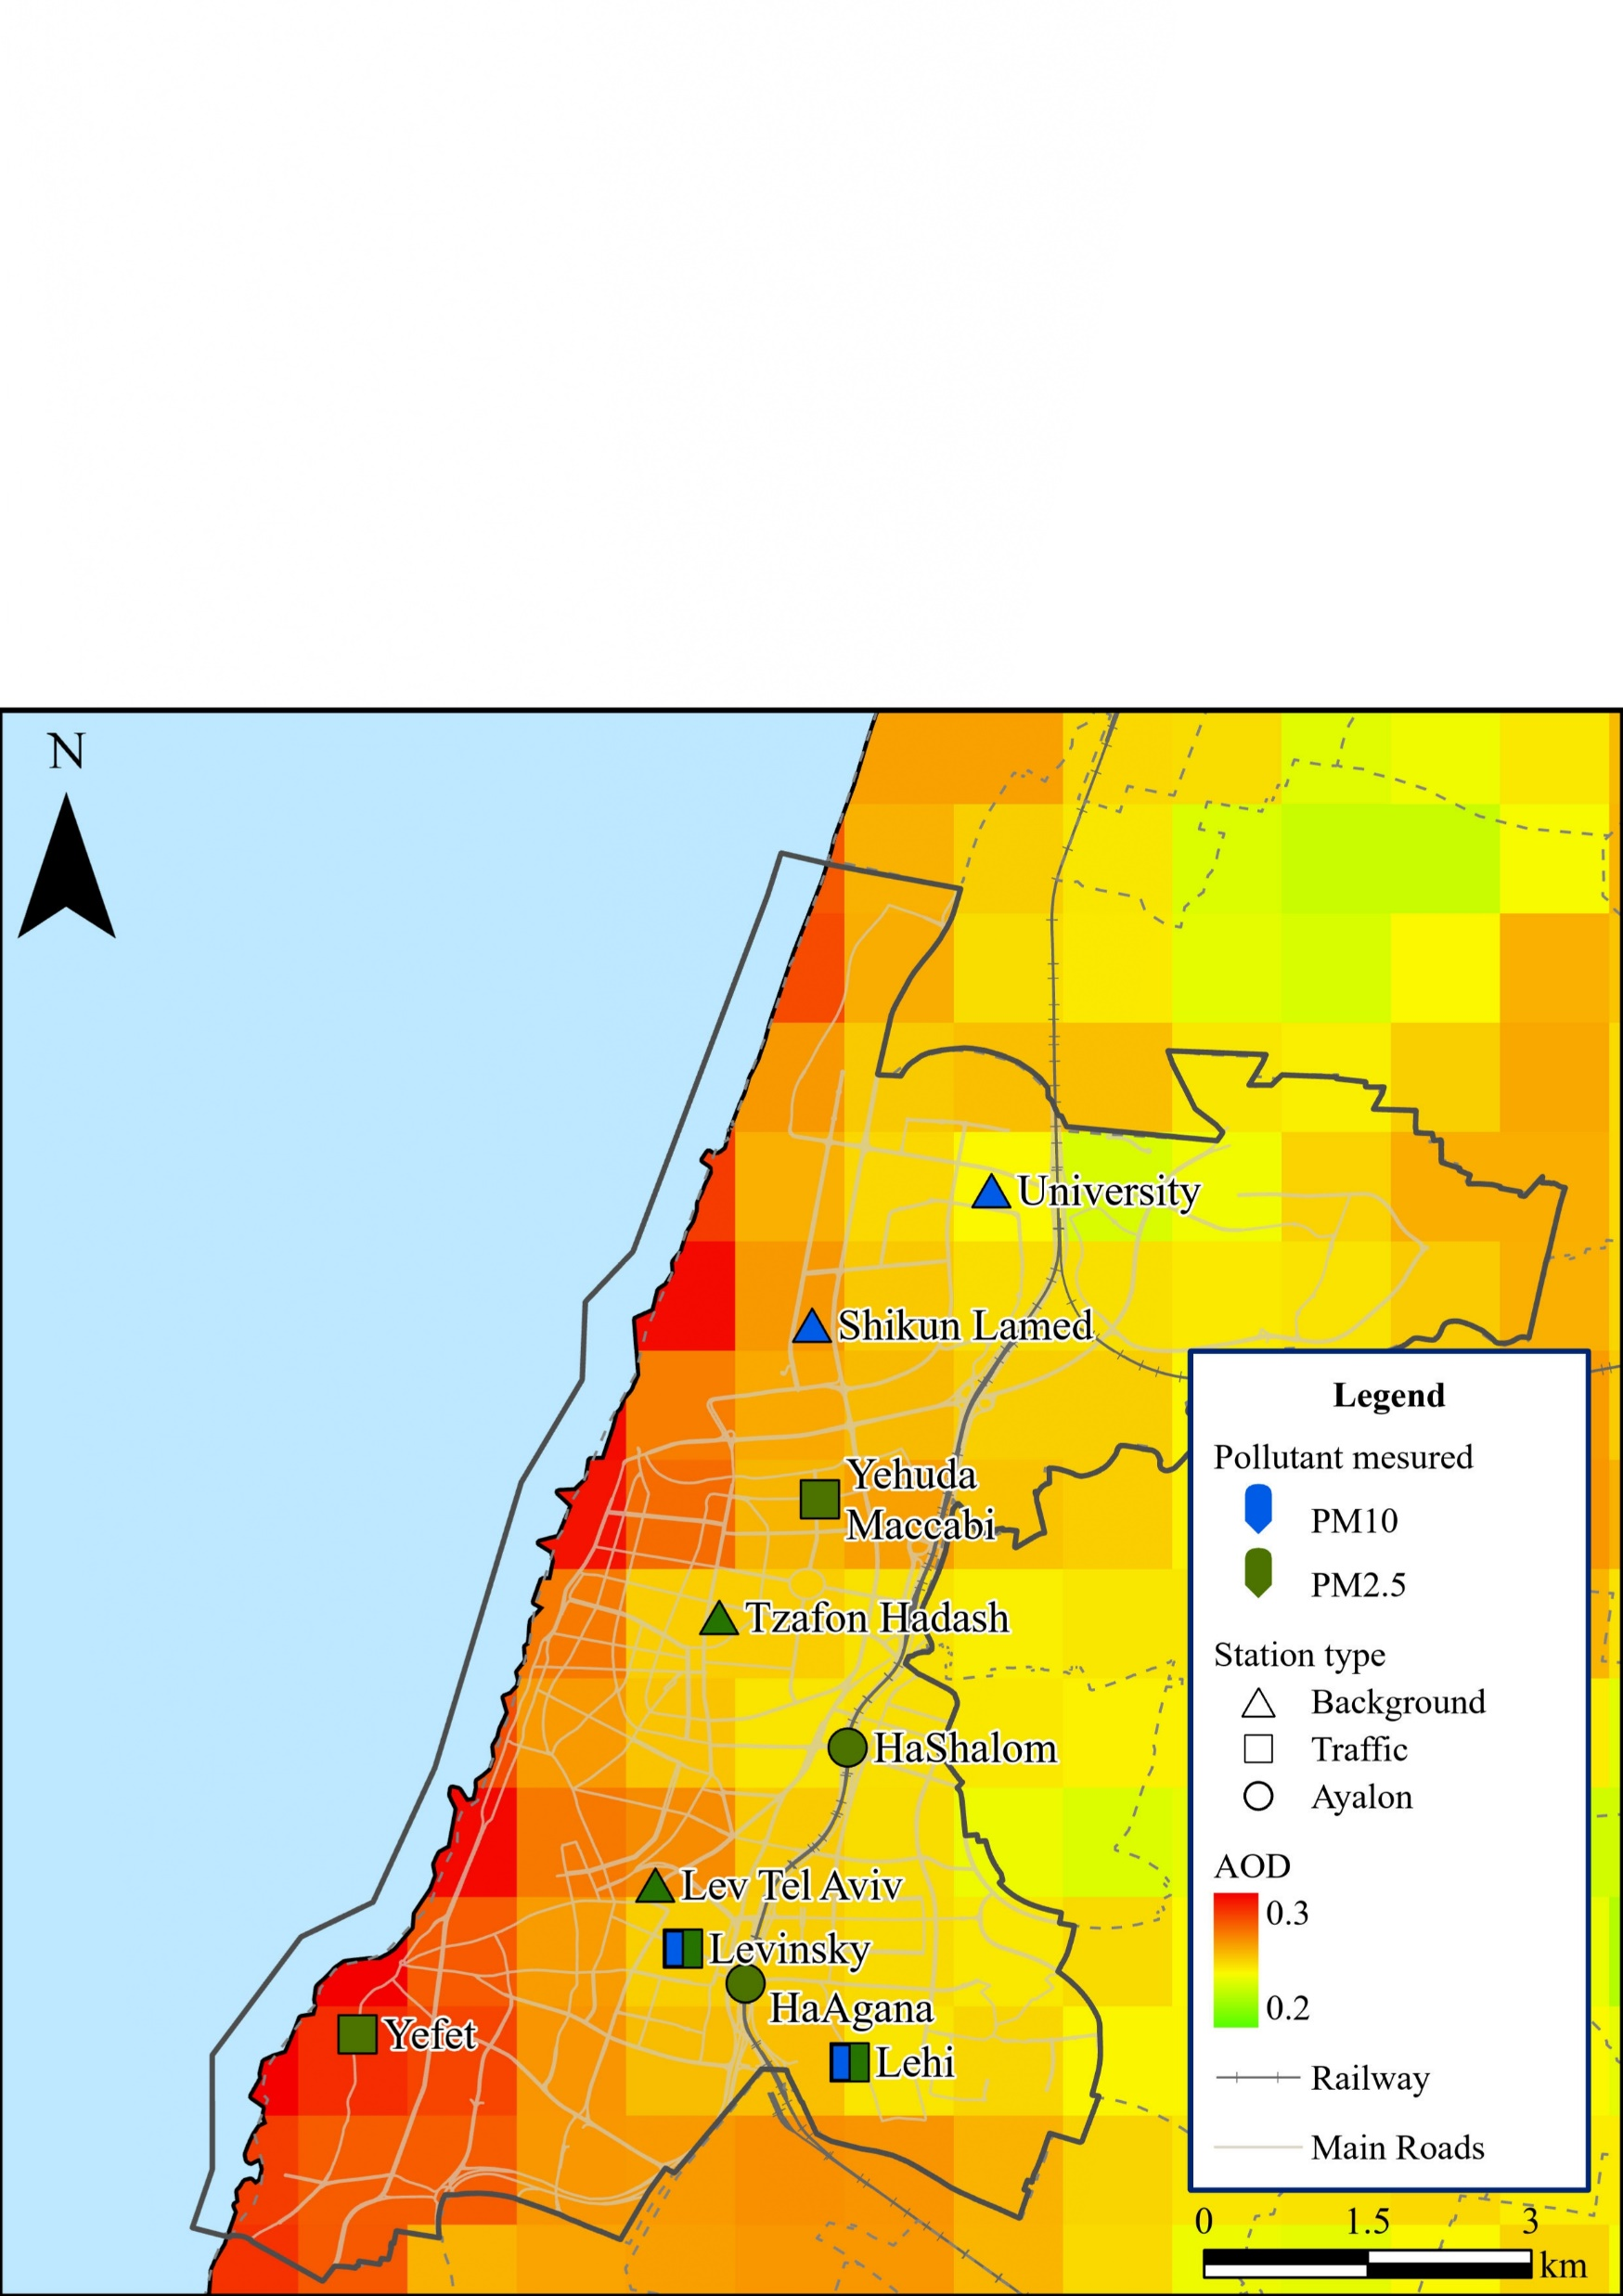 N
University
Shikun Lamed
Yehuda
Maccabi
Tzafon Hadash
HaShalom
Lev Tel Aviv
Levinsky
HaAgana
Yefet
Lehi
Legend
Pollutant mesured
PM10
PM2.5
Station type
Background
Traffic
Ayalon
AOD
0.3
0.2
Railway
Main Roads
0 1.5 3
km